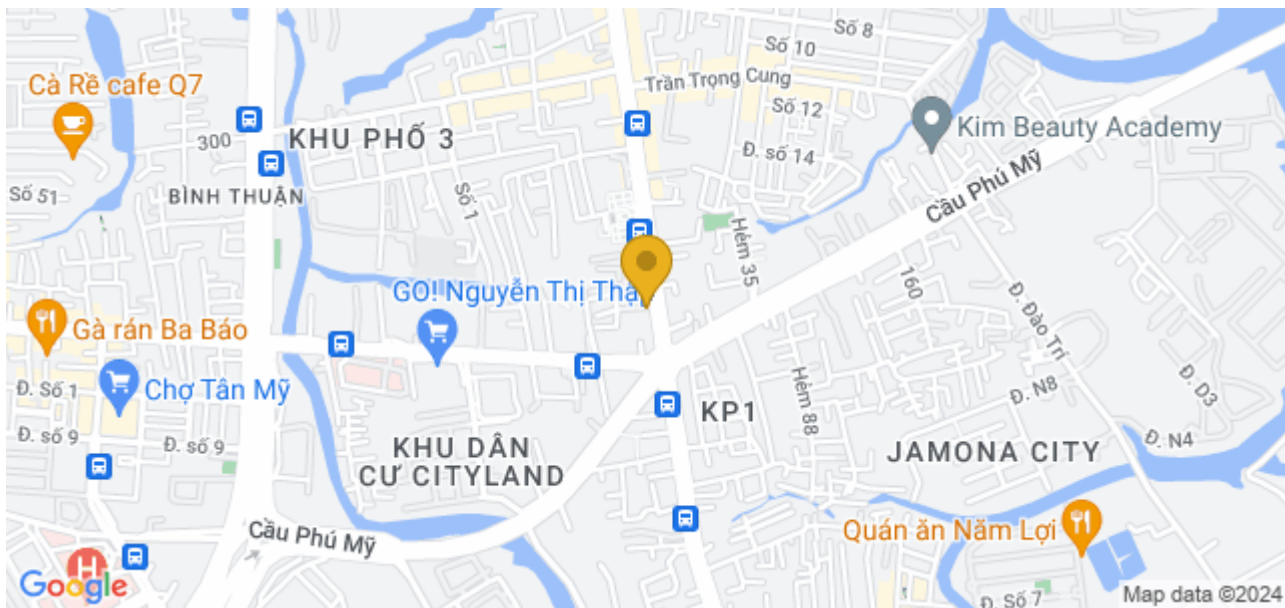 Số 8
Số 10
Cà Rề cafe Q7
Trần Trọng Cung
Số 12
300
KHU PHỐ 3
Kim Beauty Academy
Đ. số 14
Số 51
BÌNH THUẬN
Số 1
Cầu Phú Mỹ
Hẻm 35
160
GO! Nguyễn Thị Thập
Đ. Đào Trí
Gà rán Ba Báo
Chợ Tân Mỹ
Đ. Số 1
Hẻm 88
Đ. N8
Đ. D3
KP1
Đ. số 9
Đ. số 9
KHU DÂN
CƯ CITYLAND
JAMONA CITY
Đ. N4
Cầu Phú Mỹ
Quán ăn Năm Lợi
H
Google
Đ. Số 7
Map data ©2024